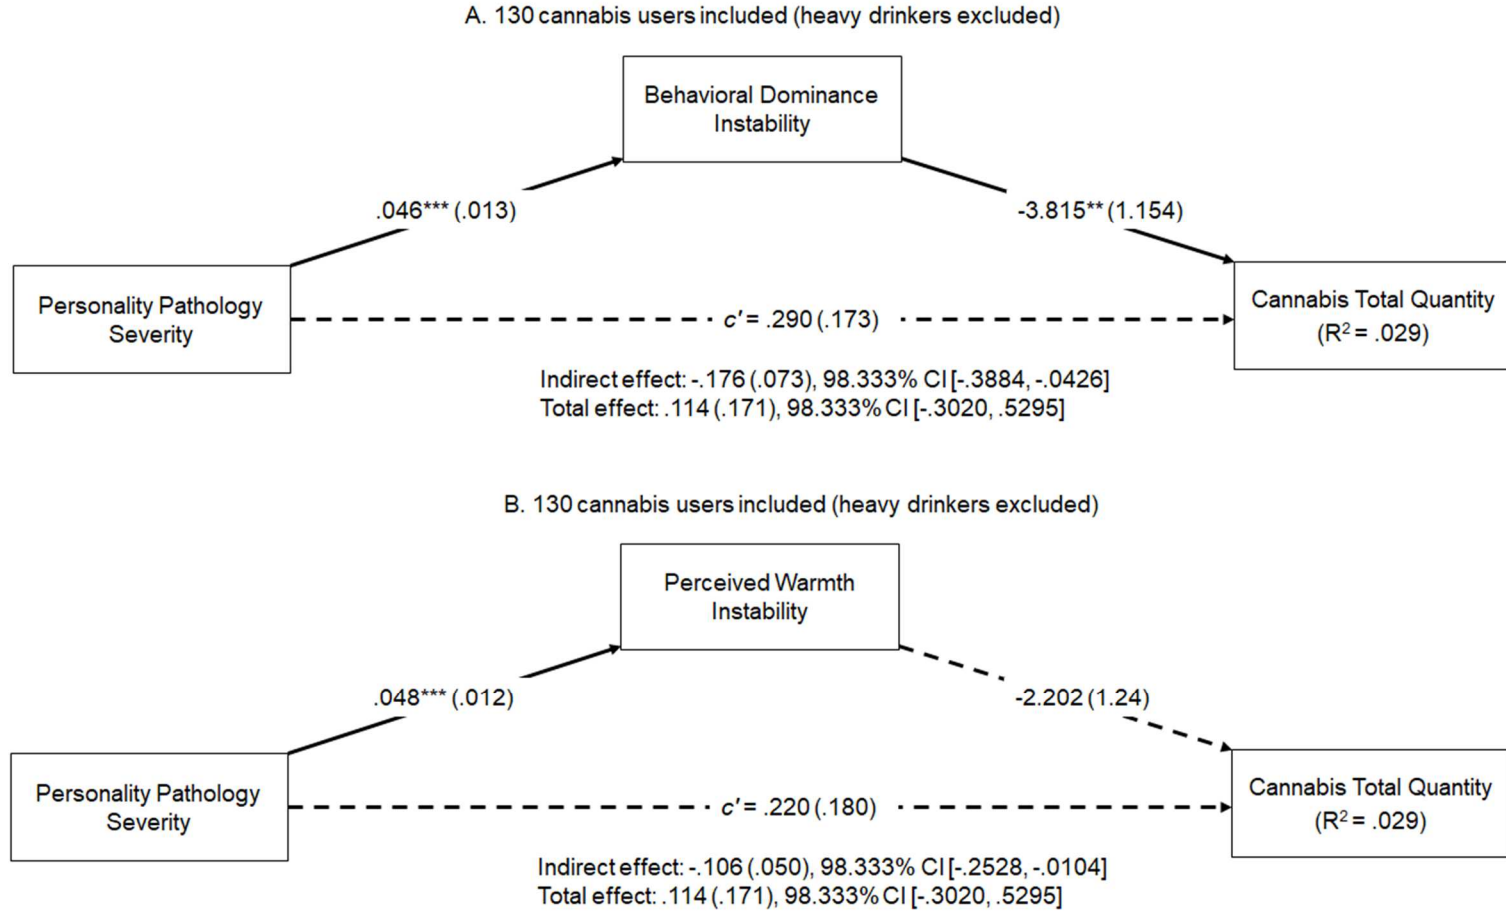 A. 130 cannabis users included (heavy drinkers excluded)
Behavioral Dominance
Instability
.046*** (.013)
-3.815** (1.154)
Personality Pathology
Severity
c' = .290 (.173)
Cannabis Total Quantity
(R² = .029)
Indirect effect: -.176 (.073), 98.333% CI [-.3884, -.0426]
Total effect: .114 (.171), 98.333% CI [-.3020, .5295]
B. 130 cannabis users included (heavy drinkers excluded)
Perceived Warmth
Instability
.048*** (.012)
-2.202 (1.24)
Personality Pathology
Severity
c' = .220 (.180)
Cannabis Total Quantity
(R² = .029)
Indirect effect: -.106 (.050), 98.333% CI [-.2528, -.0104]
Total effect: .114 (.171), 98.333% CI [-.3020, .5295]